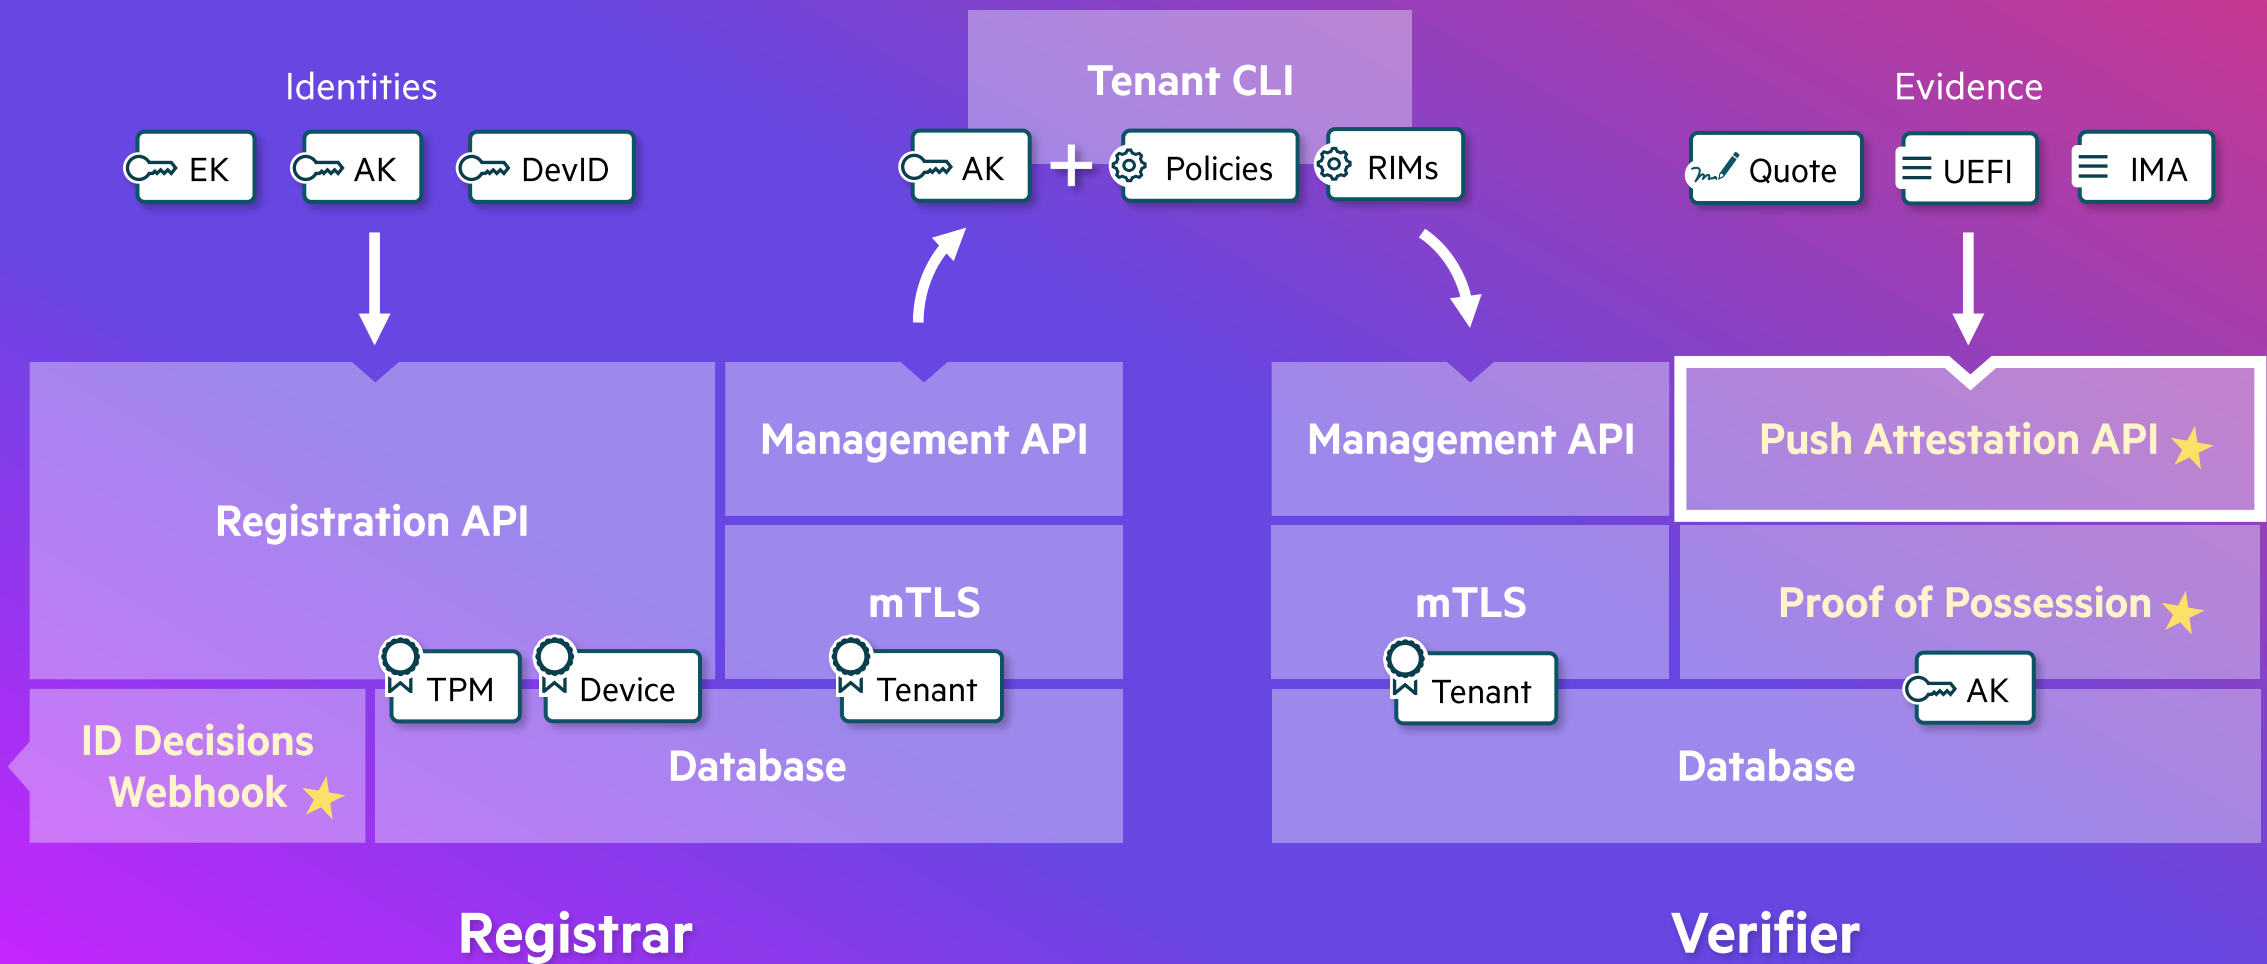 Tenant CLI
Identities
Evidence
EK
AK
DevID
AK
Policies
RIMs
Quote
UEFI
IMA
Registration API
Management API
Management API
Push Attestation API
mTLS
mTLS
Proof of Possession
TPM
Device
Tenant
Tenant
AK
ID Decisions
Webhook
Database
Database
Registrar
Verifier